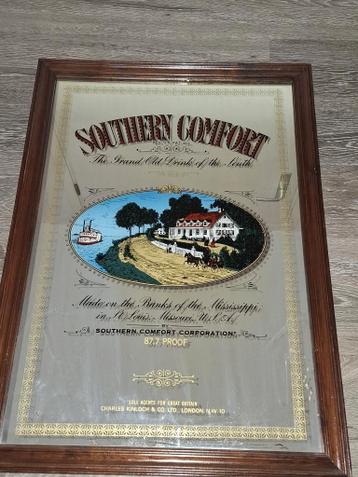 SOUTHERN COMFORT
The Grand Old Drink of the South
Made on the Banks of the Mississippi
in St. Louis, Missouri, U.S.A.
BY
SOUTHERN COMFORT CORPORATION
87.7 PROOF
SOLE AGENTS FOR GREAT BRITAIN
CHARLES KINLOCH & CO. LTD., LONDON, N.W. 10